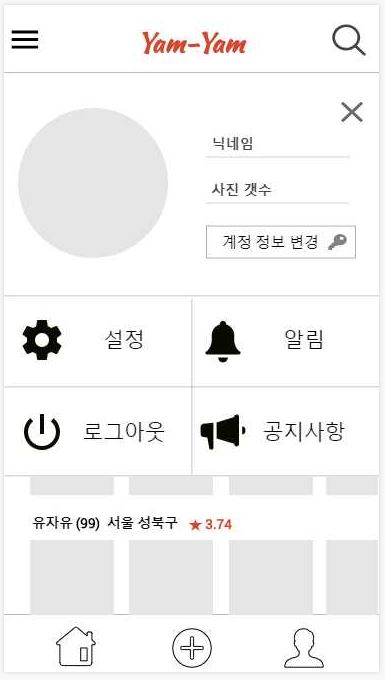 Yam-Yam
닉네임
사진 갯수
계정 정보 변경
설정
알림
로그아웃
공지사항
유자유 (99) 서울 성북구 ★ 3.74